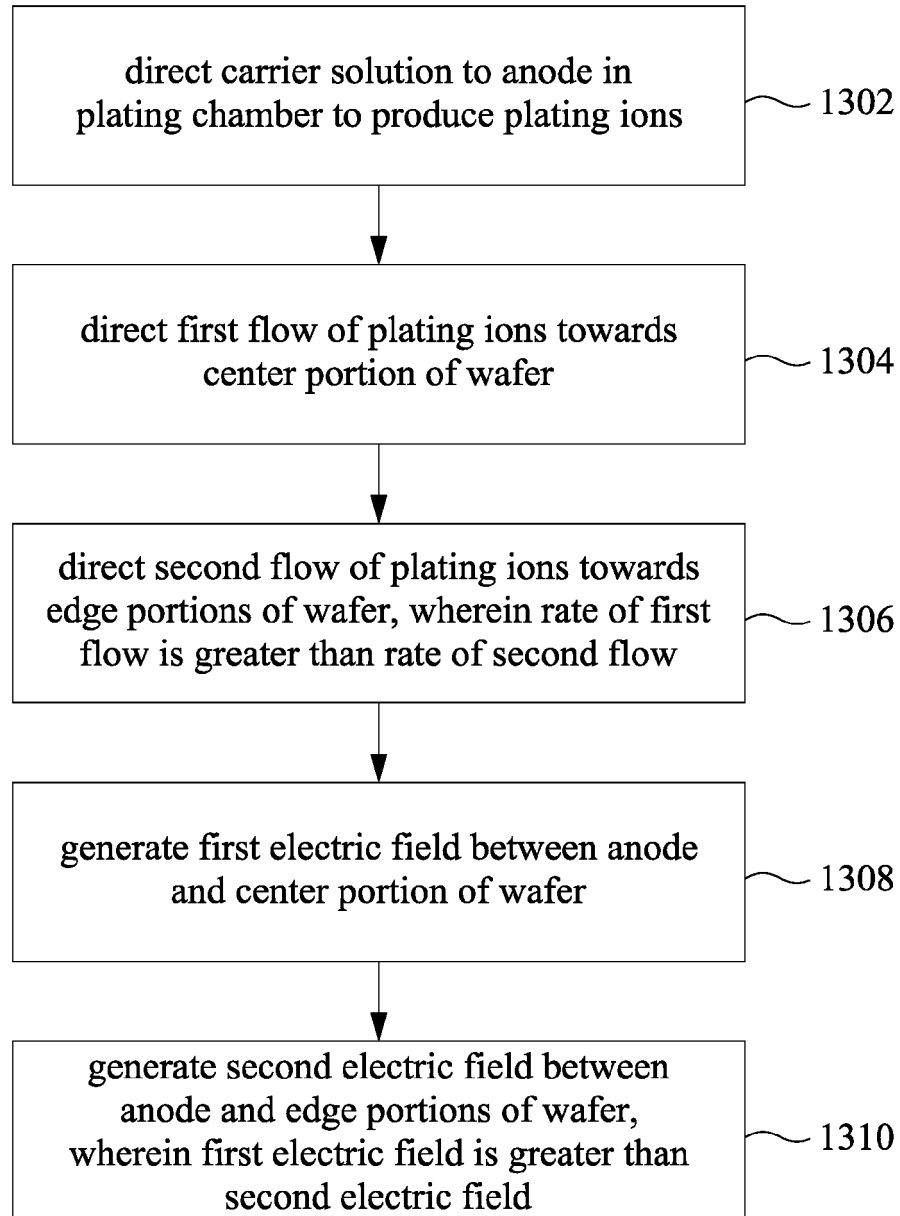 direct carrier solution to anode in
plating chamber to produce plating ions
1302
direct first flow of plating ions towards
center portion of wafer
1304
direct second flow of plating ions towards
edge portions of wafer, wherein rate of first
flow is greater than rate of second flow
1306
generate first electric field between anode
and center portion of wafer
1308
generate second electric field between
anode and edge portions of wafer,
wherein first electric field is greater than
second electric field
1310